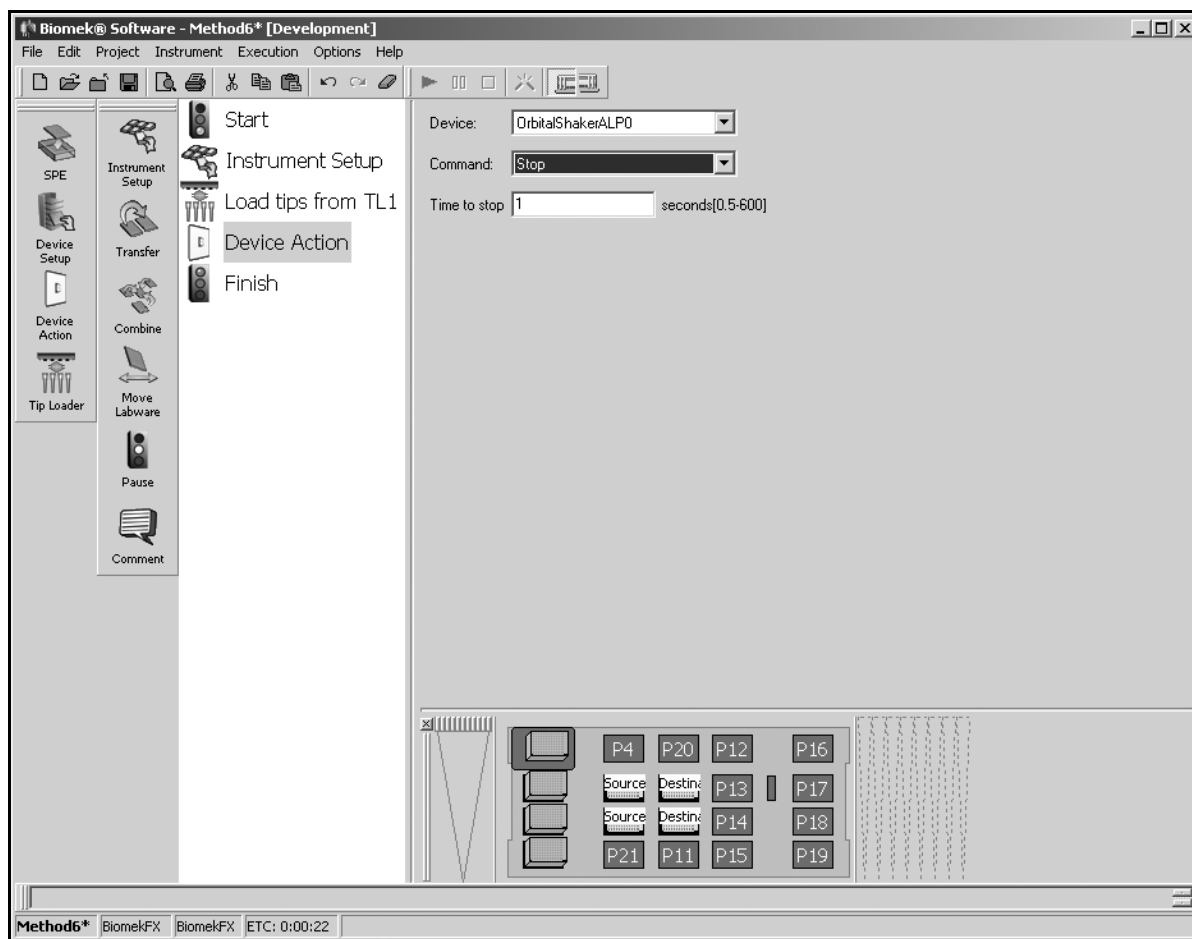 Biomek® Software - Method6* [Development]
File Edit Project Instrument Execution Options Help
SPE
Device
Setup
Device
Action
Tip Loader
Instrument
Setup
Transfer
Combine
Move
Labware
Pause
Comment
Start
Instrument Setup
Load tips from TL1
Device Action
Finish
Device: OrbitalShakerALP0
Command: Stop
Time to stop 1 seconds[0.5-600]
P4 P20 P12 P16
Source Destina P13 P17
Source Destina P14 P18
P21 P11 P15 P19
Method6* BiomekFX BiomekFX ETC: 0:00:22